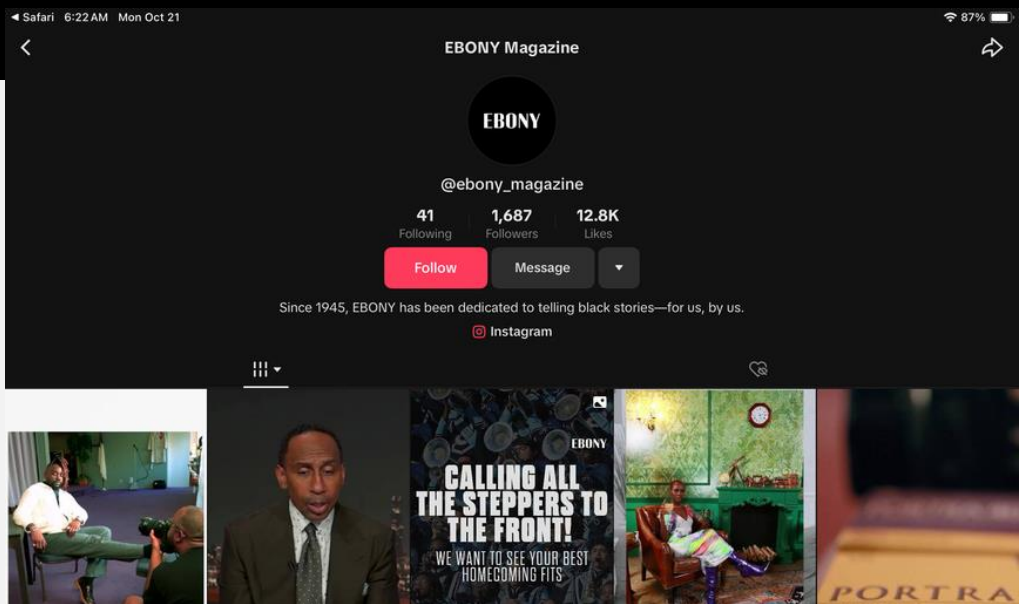 ◄ Safari 6:22 AM Mon Oct 21
87%
EBONY Magazine
EBONY
@ebony_magazine
41 1,687 12.8K
Following Followers Likes
Follow Message
Since 1945, EBONY has been dedicated to telling black stories—for us, by us.
Instagram
EBONY
CALLING ALL
THE STEPPERS TO
THE FRONT!
WE WANT TO SEE YOUR BEST
HOMECOMING FITS
PORTRA